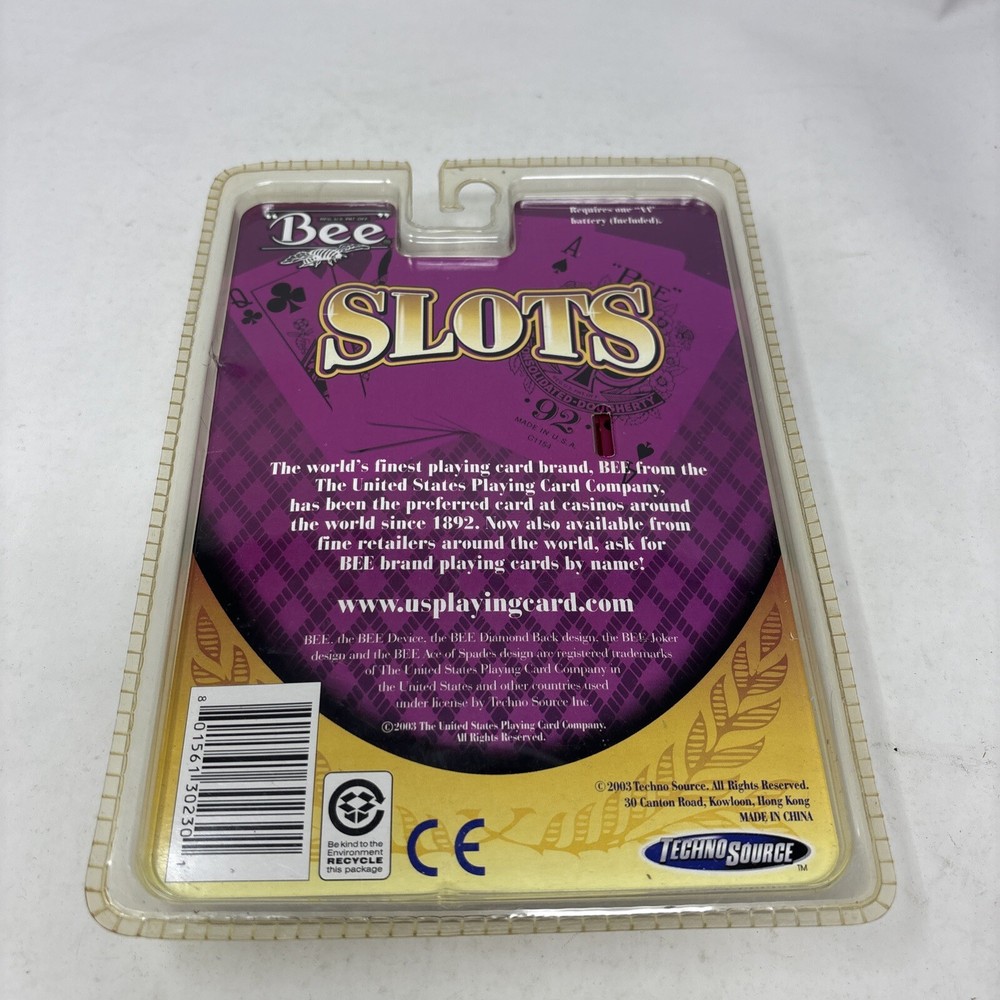 "Bee"
Requires one "AA"
battery (Included).
SLOTS
Q
A
"BEE"
92
MADE IN U.S.A
C1154
The world's finest playing card brand, BEE from the
The United States Playing Card Company,
has been the preferred card at casinos around
the world since 1892. Now also available from
fine retailers around the world, ask for
BEE brand playing cards by name!
www.usplayingcard.com
BEE, the BEE Device, the BEE Diamond Back design, the BEE Joker
design and the BEE Ace of Spades design are registered trademarks
of The United States Playing Card Company in
the United States and other countries used
under license by Techno Source Inc.
©2003 The United States Playing Card Company.
All Rights Reserved.
8 01561 30230 1
Be kind to the
Environment
RECYCLE
this package
CE
© 2003 Techno Source. All Rights Reserved.
30 Canton Road, Kowloon, Hong Kong
MADE IN CHINA
TECHNO SOURCE
TM